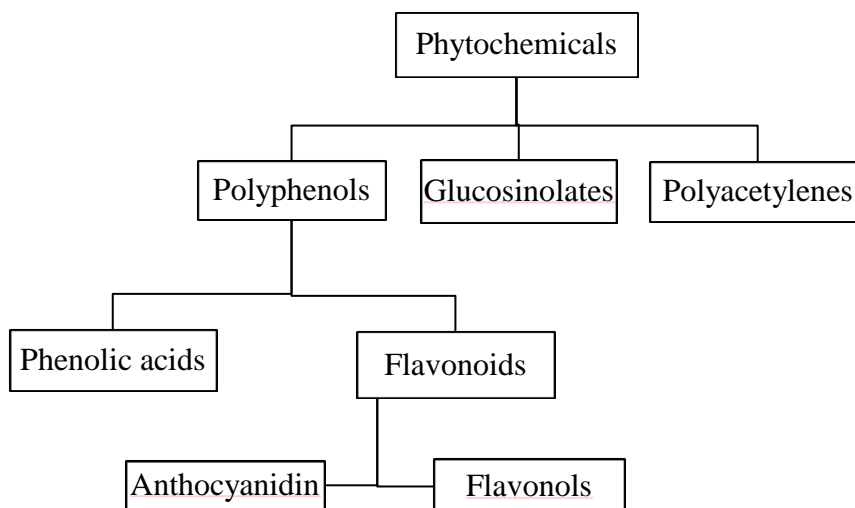 Phytochemicals
Polyphenols
Glucosinolates
Polyacetylenes
Phenolic acids
Flavonoids
Anthocyanidin
Flavonols